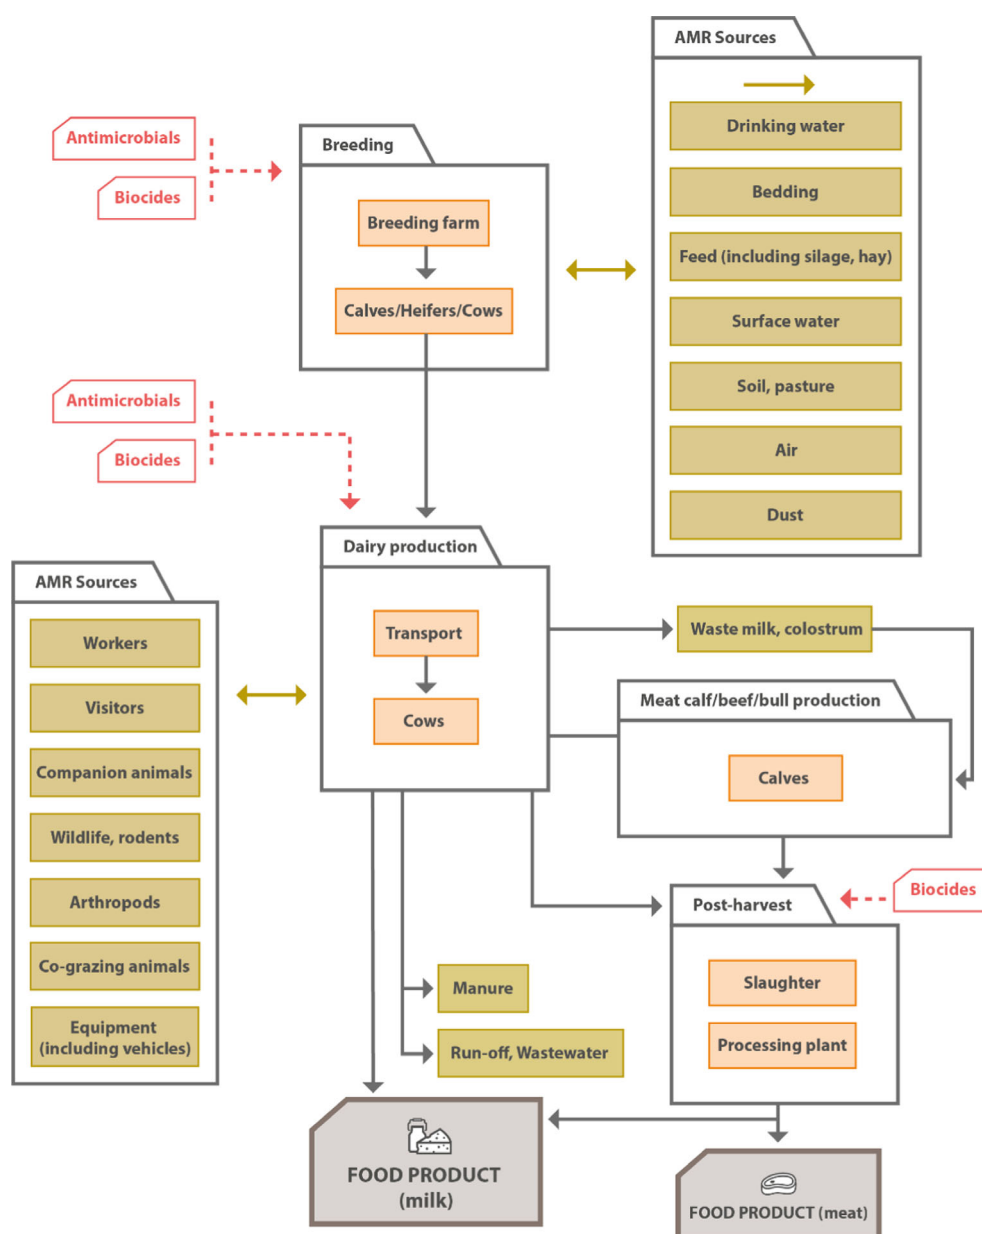 AMR Sources
Drinking water
Bedding
Feed (including silage, hay)
Surface water
Soil, pasture
Air
Dust
Antimicrobials
Biocides
Breeding
Breeding farm
Calves/Heifers/Cows
Antimicrobials
Biocides
Dairy production
Transport
Cows
AMR Sources
Workers
Visitors
Companion animals
Wildlife, rodents
Arthropods
Co-grazing animals
Equipment
(including vehicles)
Waste milk, colostrum
Meat calf/beef/bull production
Calves
Biocides
Post-harvest
Slaughter
Processing plant
Manure
Run-off, Wastewater
FOOD PRODUCT
(milk)
FOOD PRODUCT (meat)